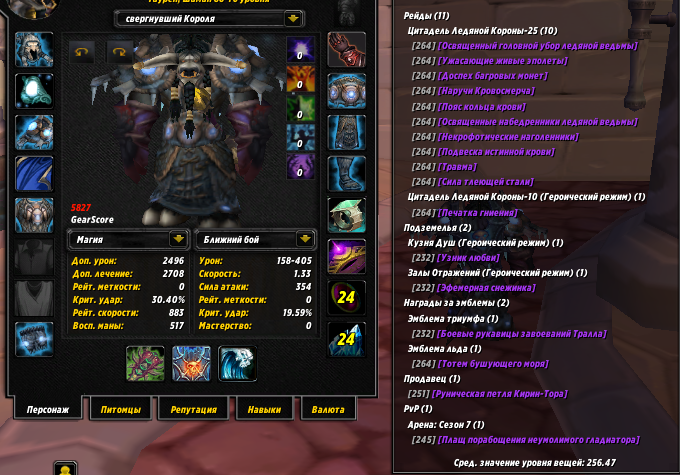 Таурен, Шаман 80-го уровня
свергнувший Короля
0
0
0
0
0
5827
GearScore
Магия
Ближний бой
Доп. урон: 2496
Доп. лечение: 2708
Рейт. меткости: 0
Крит. удар: 30.40%
Рейт. скорости: 883
Восп. маны: 517
Урон: 158-405
Скорость: 1.33
Сила атаки: 354
Рейт. меткости: 0
Крит. удар: 19.59%
Мастерство: 0
24
24
Персонаж
Питомцы
Репутация
Навыки
Валюта
Рейды (11)
Цитадель Ледяной Короны-25 (10)
[264] [Освященный головной убор ледяной ведьмы]
[264] [Ужасающие живые эполеты]
[264] [Доспех багровых монет]
[264] [Наручи Кровосмерча]
[264] [Пояс кольца крови]
[264] [Освященные набедренники ледяной ведьмы]
[264] [Некрофотические наголенники]
[264] [Подвеска истинной крови]
[264] [Травма]
[264] [Сила тлеющей стали]
Цитадель Ледяной Короны-10 (Героический режим) (1)
[264] [Печатка гниения]
Подземелья (2)
Кузня Душ (Героический режим) (1)
[232] [Узник любви]
Залы Отражений (Героический режим) (1)
[232] [Эфемерная снежинка]
Награды за эмблемы (2)
Эмблема триумфа (1)
[232] [Боевые рукавицы завоеваний Тралла]
Эмблема льда (1)
[264] [Тотем бушующего моря]
Продавец (1)
[251] [Руническая петля Кирин-Тора]
PvP (1)
Арена: Сезон 7 (1)
[245] [Плащ порабощения неумолимого гладиатора]
Сред. значение уровня вещей: 256.47